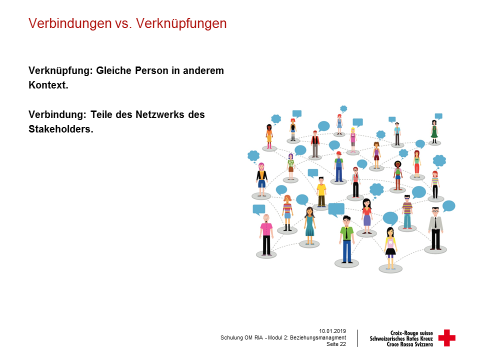 Verbindungen vs. Verknüpfungen
Verknüpfung: Gleiche Person in anderem
Kontext.
Verbindung: Teile des Netzwerks des
Stakeholders.
10.01.2019
Schulung OM RIA - Modul 2: Beziehungsmanagment
Seite 22
Croix-Rouge suisse
Schweizerisches Rotes Kreuz
Croce Rossa Svizzera